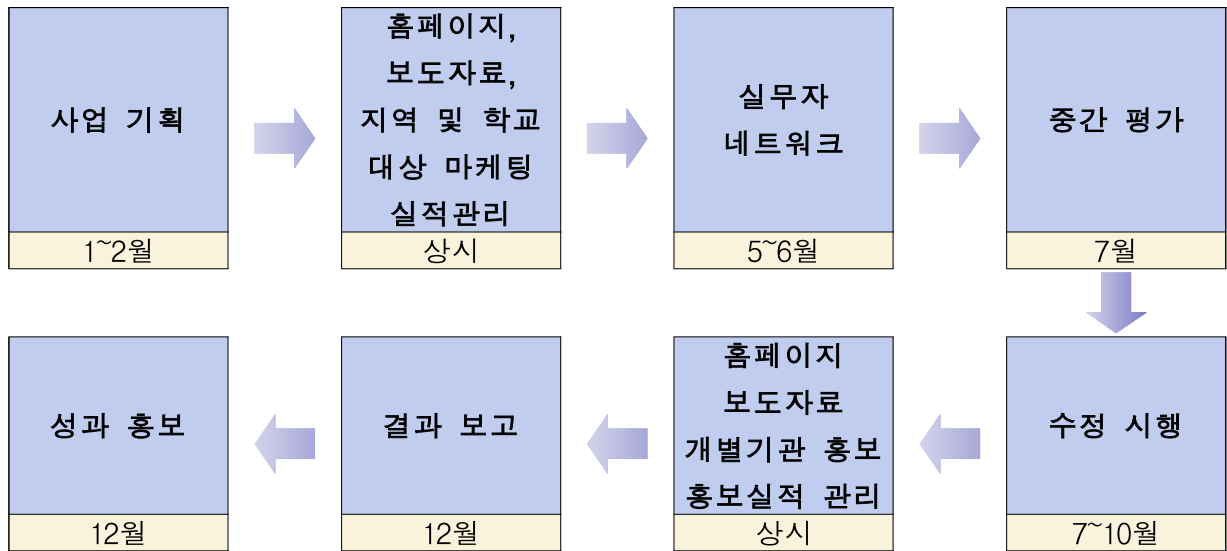 사업 기획
1~2월
홈페이지,
보도자료,
지역 및 학교
대상 마케팅
실적관리
상시
실무자
네트워크
5~6월
중간 평가
7월
수정 시행
7~10월
홈페이지
보도자료
개별기관 홍보
홍보실적 관리
상시
결과 보고
12월
성과 홍보
12월